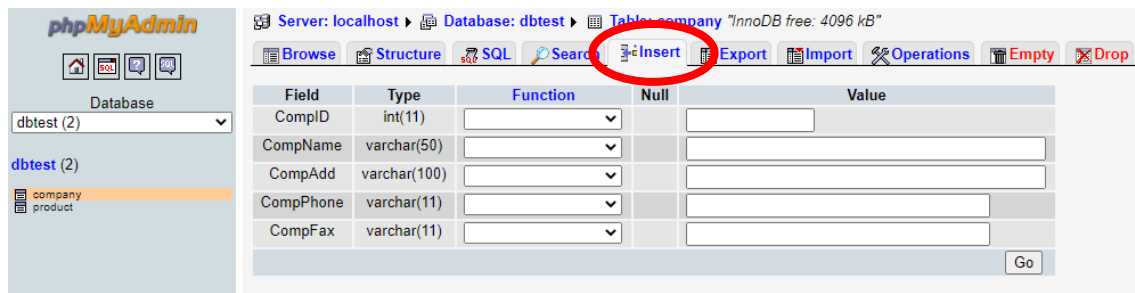 phpMyAdmin
SQL
SQL
Database
dbtest (2)
dbtest (2)
company
product
Server: localhost Database: dbtest Table: company "InnoDB free: 4096 kB"
Browse Structure SQL Search Insert Export Import Operations Empty Drop
Field Type Function Null Value
CompID int(11)
CompName varchar(50)
CompAdd varchar(100)
CompPhone varchar(11)
CompFax varchar(11)
Go